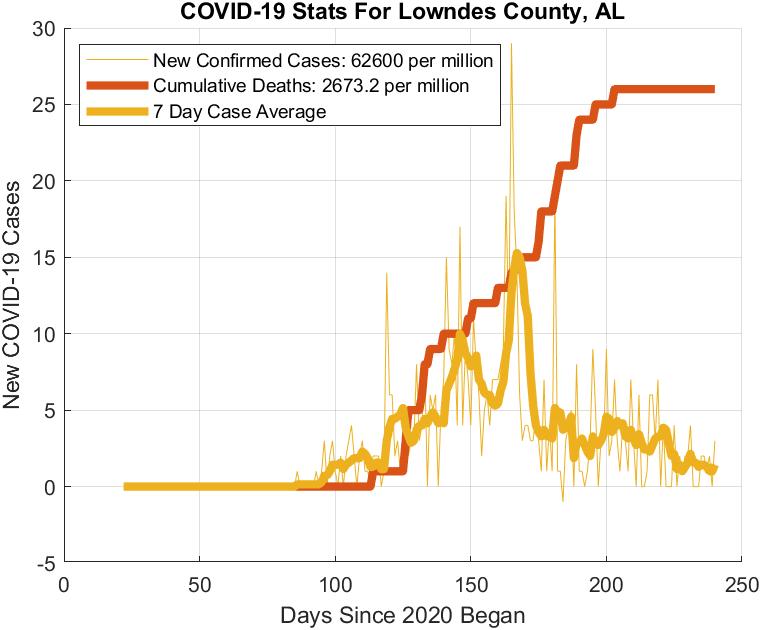 COVID-19 Stats For Lowndes County, AL
New Confirmed Cases: 62600 per million
Cumulative Deaths: 2673.2 per million
7 Day Case Average
New COVID-19 Cases
30
25
20
15
10
5
0
-5
0 50 100 150 200 250
Days Since 2020 Began